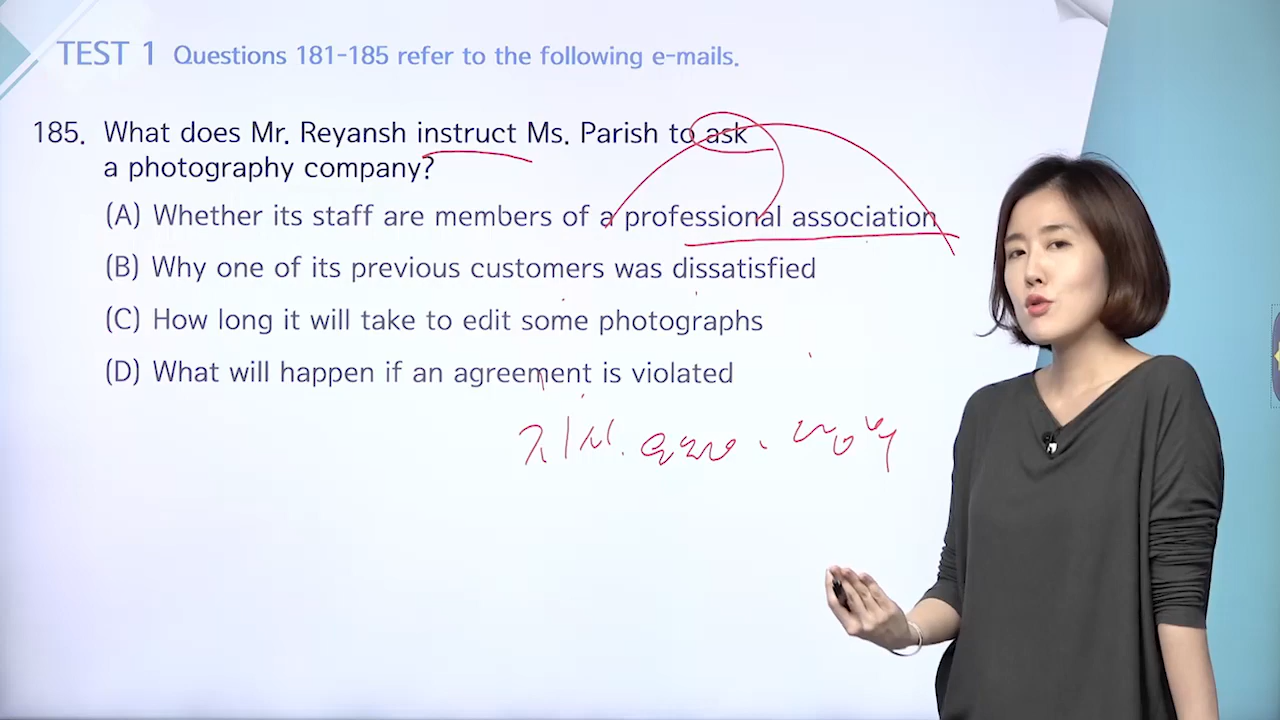 TEST 1 Questions 181-185 refer to the following e-mails.
185. What does Mr. Reyansh instruct Ms. Parish to ask
a photography company?
(A) Whether its staff are members of a professional association
(B) Why one of its previous customers was dissatisfied
(C) How long it will take to edit some photographs
(D) What will happen if an agreement is violated
지시.